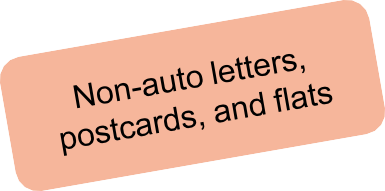 Non-auto letters,
postcards, and flats